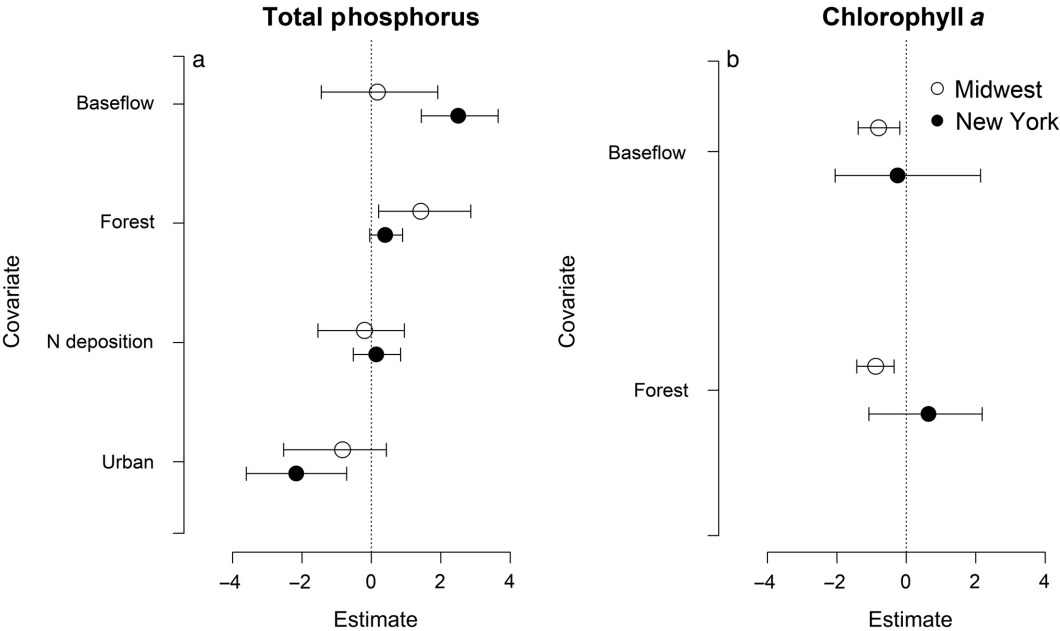 Total phosphorus
a
Covariate
Baseflow
Forest
N deposition
Urban
−4 −2 0 2 4
Estimate
Chlorophyll a
b
Midwest
New York
Covariate
Baseflow
Forest
−4 −2 0 2 4
Estimate